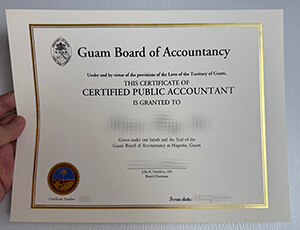 Guam Board of Accountancy
Under and by virtue of the provisions of the Laws of the Territory of Guam,
THIS CERTIFICATE OF
CERTIFIED PUBLIC ACCOUNTANT
IS GRANTED TO
Given under our hands and the Seal of the
Guam Board of Accountancy at Hagatña, Guam
CPA
Board Chairman
Certificate Number
Issue date: